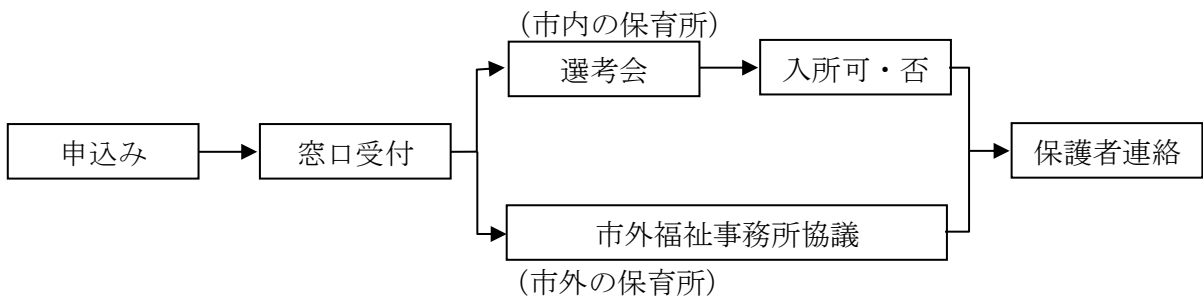 (市内の保育所)
選考会
入所可・否
申込み
窓口受付
保護者連絡
市外福祉事務所協議
(市外の保育所)